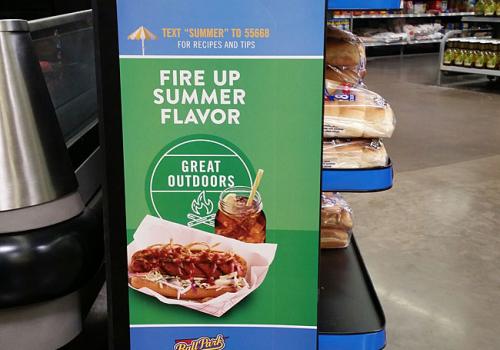 TEXT "SUMMER" TO 55668
FOR RECIPES AND TIPS
FIRE UP
SUMMER
FLAVOR
GREAT
OUTDOORS
Ball Park